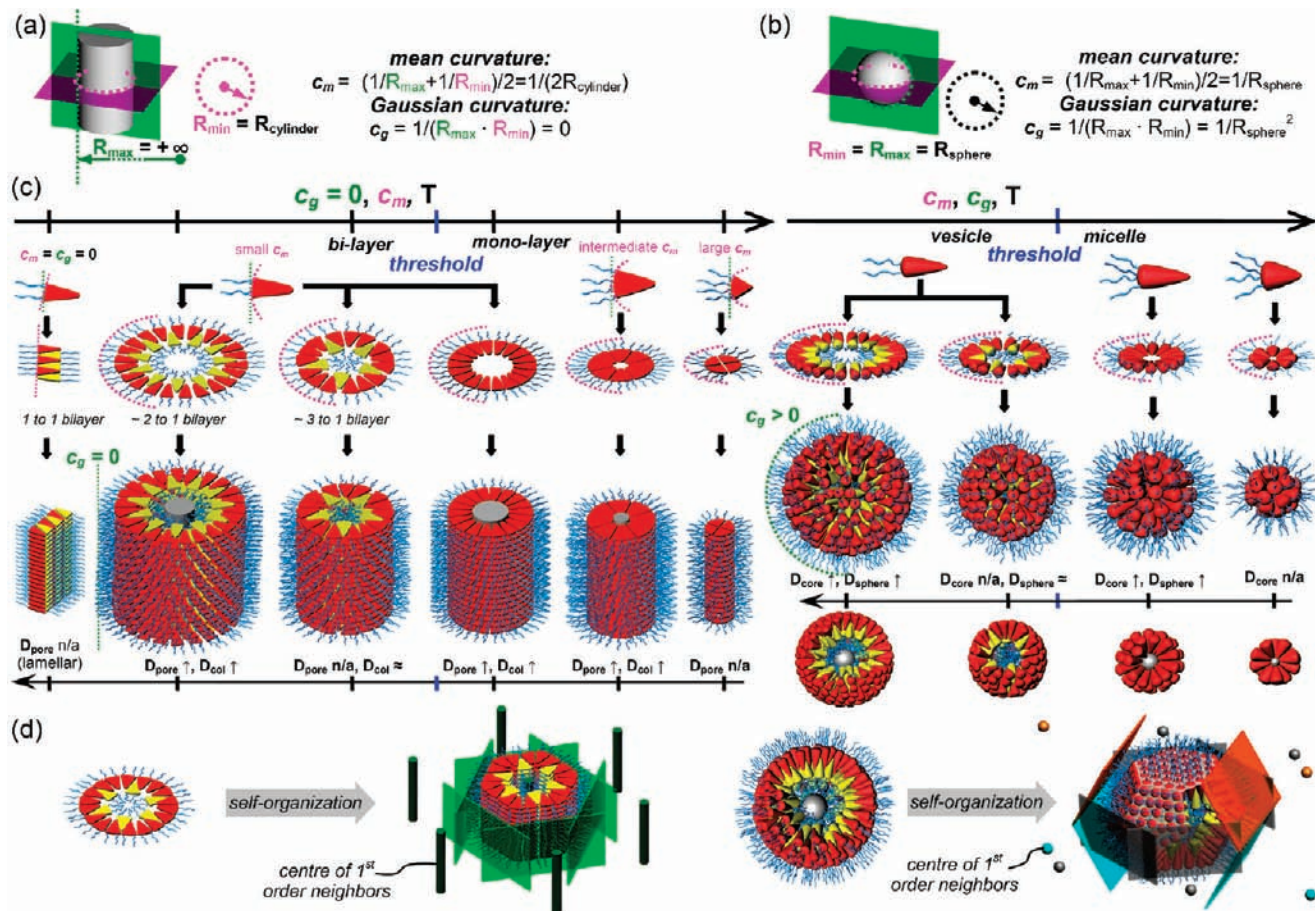 (a)
mean curvature:
c_m = (1/R_max+1/R_min)/2=1/(2R_cylinder)
Gaussian curvature:
c_g = 1/(R_max · R_min) = 0
R_min = R_cylinder
R_max = + ∞
(b)
mean curvature:
c_m = (1/R_max+1/R_min)/2=1/R_sphere
Gaussian curvature:
c_g = 1/(R_max · R_min) = 1/R_sphere²
R_min = R_max = R_sphere
(c)
c_g = 0, c_m, T
c_m = c_g = 0
small c_m
bi-layer
mono-layer
threshold
intermediate c_m
large c_m
1 to 1 bilayer
~ 2 to 1 bilayer
~ 3 to 1 bilayer
c_g = 0
D_pore n/a
(lamellar)
D_pore ↑, D_col ↑
D_pore n/a, D_col ≈
D_pore ↑, D_col ↑
D_pore ↑, D_col ↑
D_pore n/a
c_m, c_g, T
vesicle
micelle
threshold
c_g > 0
D_core ↑, D_sphere ↑
D_core n/a, D_sphere ≈
D_core ↑, D_sphere ↑
D_core n/a
(d)
self-organization
centre of 1st
order neighbors
self-organization
centre of 1st
order neighbors